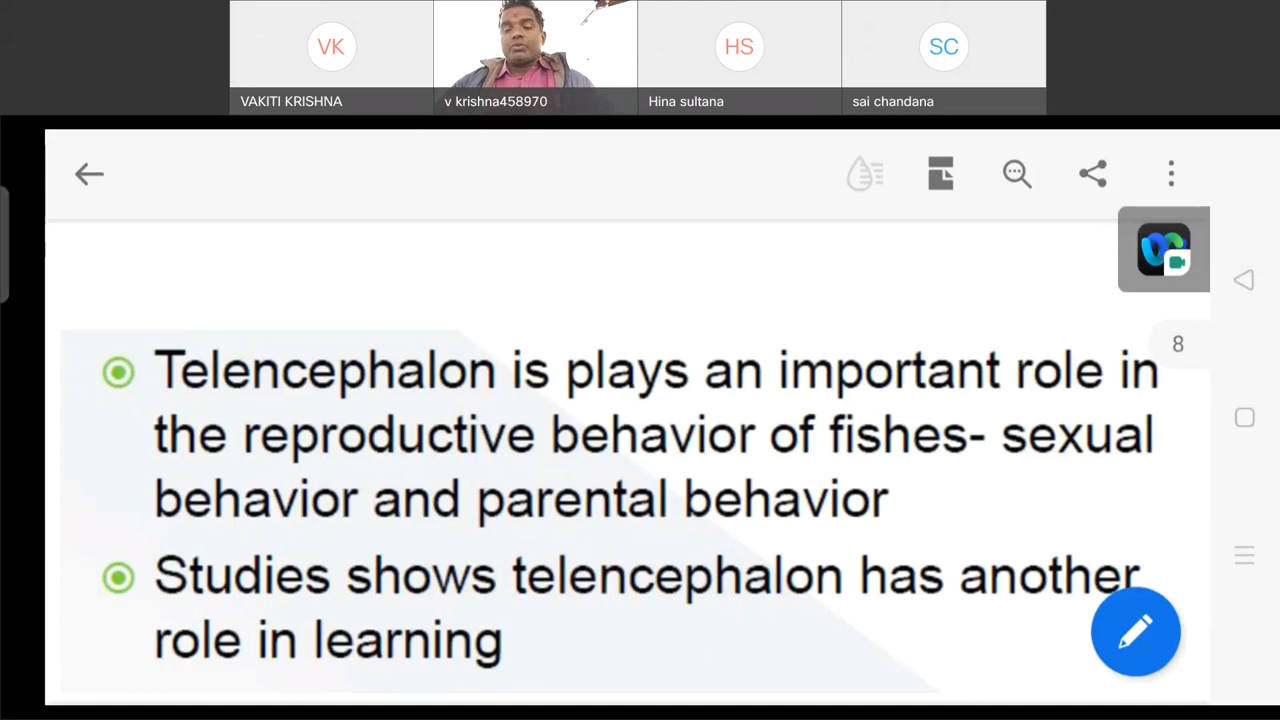 VK
HS
SC
VAKITI KRISHNA
v krishna458970
Hina sultana
sai chandana
8
Telencephalon is plays an important role in
the reproductive behavior of fishes- sexual
behavior and parental behavior
Studies shows telencephalon has another
role in learning